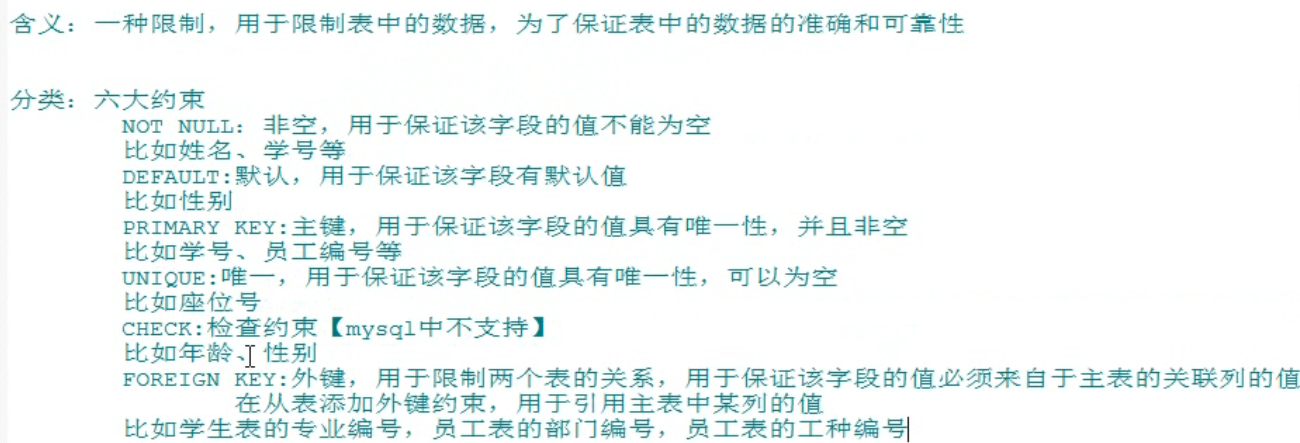 含义：一种限制，用于限制表中的数据，为了保证表中的数据的准确和可靠性
分类：六大约束
NOT NULL：非空，用于保证该字段的值不能为空
比如姓名、学号等
DEFAULT:默认，用于保证该字段有默认值
比如性别
PRIMARY KEY:主键，用于保证该字段的值具有唯一性，并且非空
比如学号、员工编号等
UNIQUE:唯一，用于保证该字段的值具有唯一性，可以为空
比如座位号
CHECK:检查约束【mysql中不支持】
比如年龄、性别
FOREIGN KEY:外键，用于限制两个表的关系，用于保证该字段的值必须来自于主表的关联列的值
在从表添加外键约束，用于引用主表中某列的值
比如学生表的专业编号，员工表的部门编号，员工表的工种编号